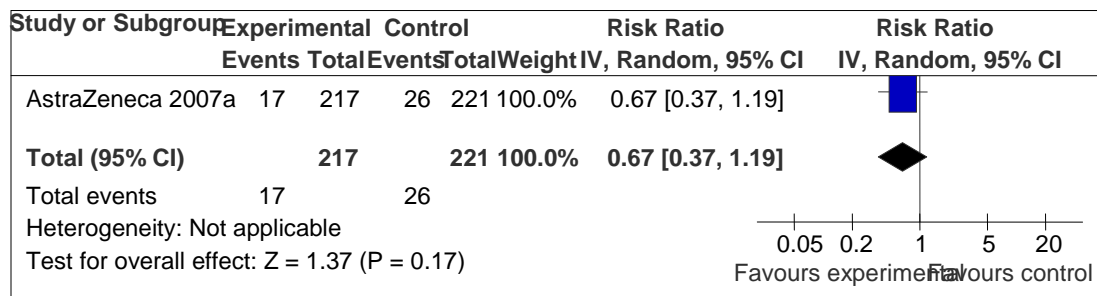 Study or Subgroup Experimental Control Risk Ratio Risk Ratio
Events Total Events Total Weight IV, Random, 95% CI IV, Random, 95% CI
AstraZeneca 2007a 17 217 26 221 100.0% 0.67 [0.37, 1.19]
Total (95% CI) 217 221 100.0% 0.67 [0.37, 1.19]
Total events 17 26
Heterogeneity: Not applicable
Test for overall effect: Z = 1.37 (P = 0.17)
0.05 0.2 1 5 20
Favours experimental Favours control